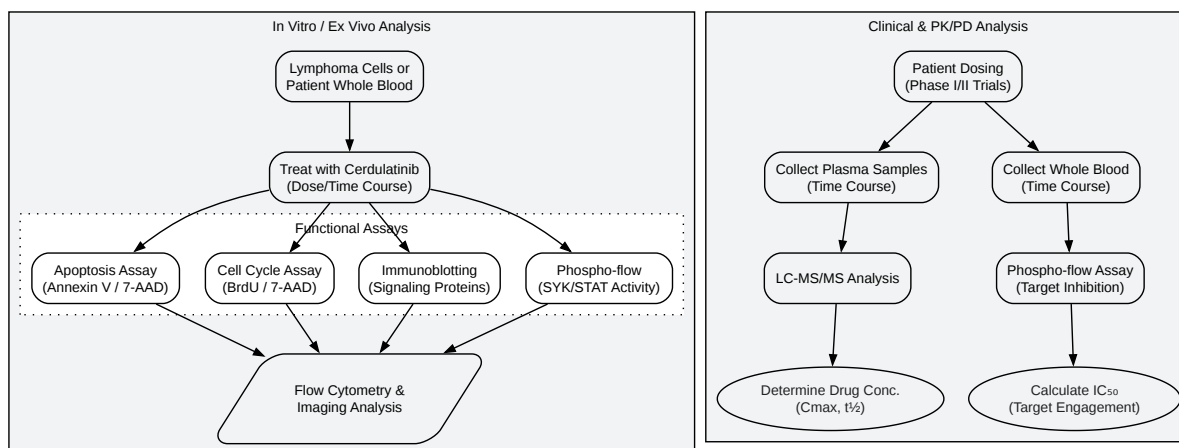 In Vitro / Ex Vivo Analysis
Lymphoma Cells or
Patient Whole Blood
Treat with Cerdulatinib
(Dose/Time Course)
Functional Assays
Apoptosis Assay
(Annexin V / 7-AAD)
Cell Cycle Assay
(BrdU / 7-AAD)
Immunoblotting
(Signaling Proteins)
Phospho-flow
(SYK/STAT Activity)
Flow Cytometry &
Imaging Analysis
Clinical & PK/PD Analysis
Patient Dosing
(Phase I/II Trials)
Collect Plasma Samples
(Time Course)
Collect Whole Blood
(Time Course)
LC-MS/MS Analysis
Phospho-flow Assay
(Target Inhibition)
Determine Drug Conc.
(Cmax, t½)
Calculate IC₅₀
(Target Engagement)